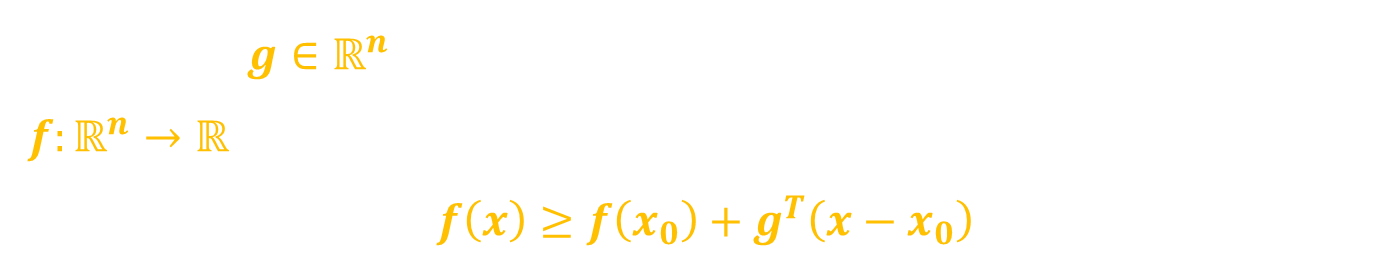 g ∈ ℝⁿ
f: ℝⁿ → ℝ
f(x) ≥ f(x₀) + gᵀ(x − x₀)